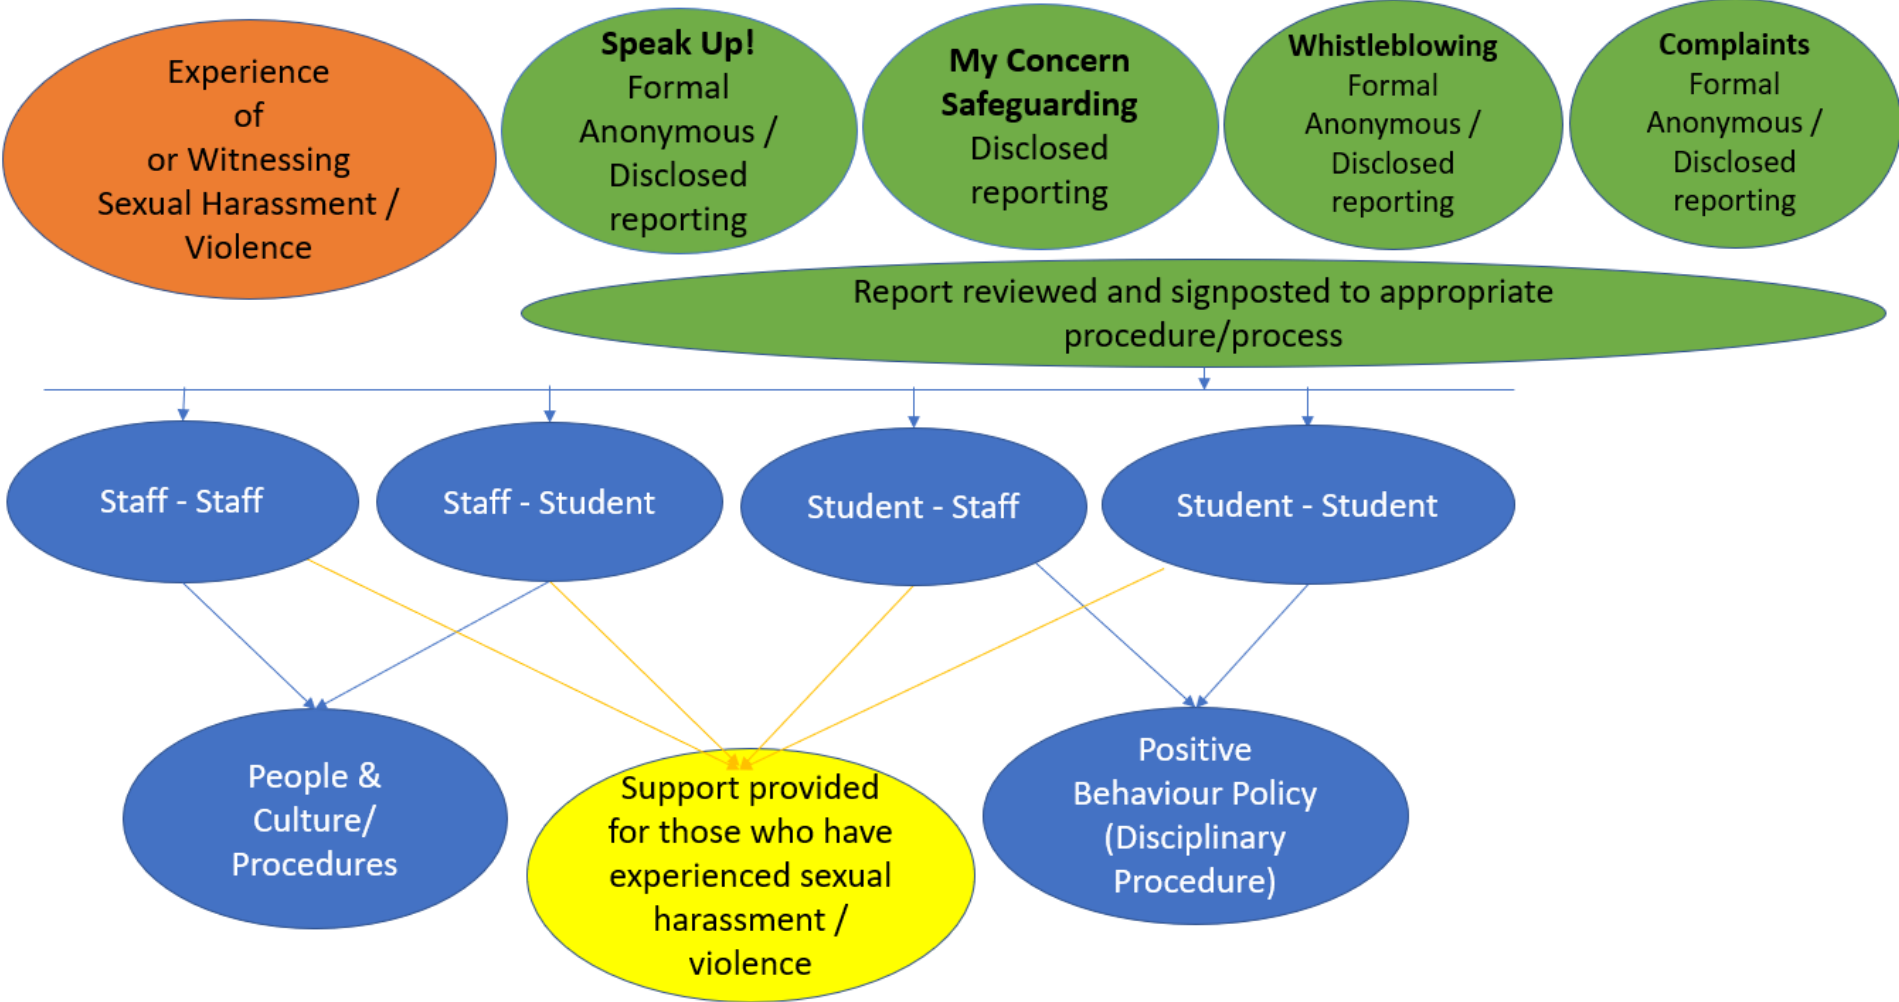 Experience
of
or Witnessing
Sexual Harassment /
Violence
Speak Up!
Formal
Anonymous /
Disclosed
reporting
My Concern
Safeguarding
Disclosed
reporting
Whistleblowing
Formal
Anonymous /
Disclosed
reporting
Complaints
Formal
Anonymous /
Disclosed
reporting
Report reviewed and signposted to appropriate
procedure/process
Staff - Staff
Staff - Student
Student - Staff
Student - Student
People &
Culture/
Procedures
Support provided
for those who have
experienced sexual
harassment /
violence
Positive
Behaviour Policy
(Disciplinary
Procedure)